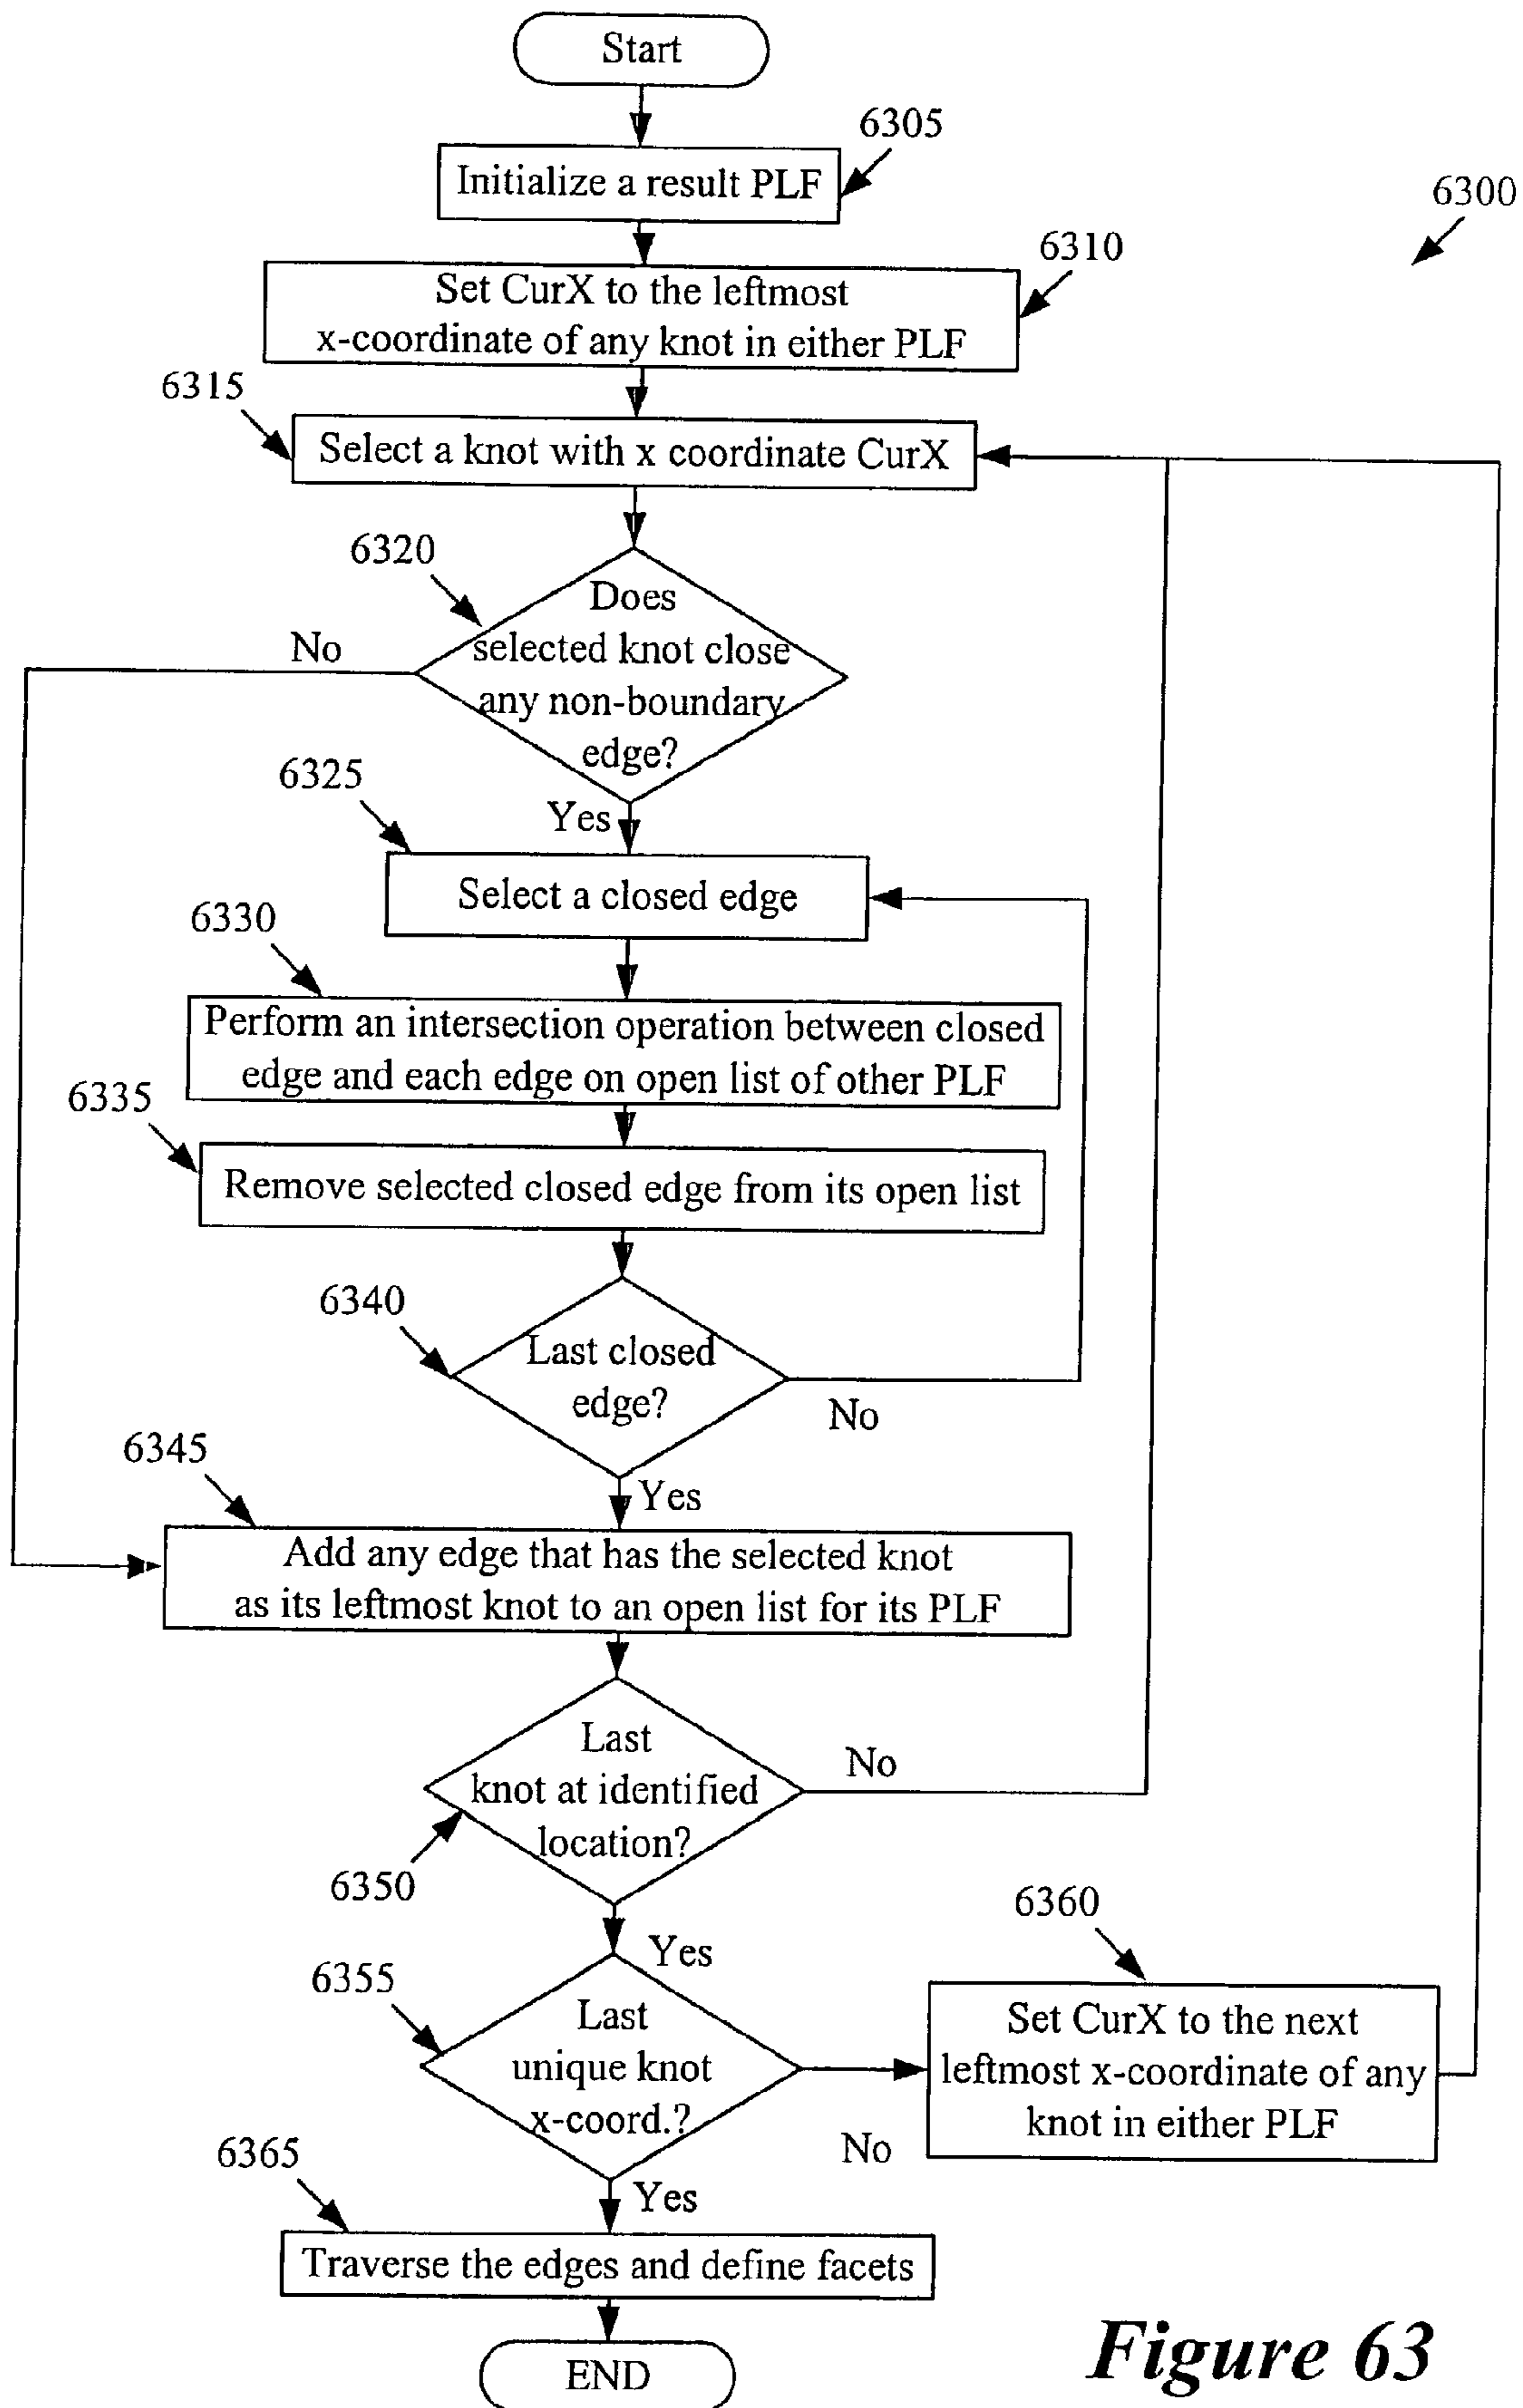 Start
6305
Initialize a result PLF
6300
6310
Set CurX to the leftmost
x-coordinate of any knot in either PLF
6315
Select a knot with x coordinate CurX
6320
Does
selected knot close
any non-boundary
edge?
No
6325
Yes
Select a closed edge
6330
Perform an intersection operation between closed
edge and each edge on open list of other PLF
6335
Remove selected closed edge from its open list
6340
Last closed
edge?
No
6345
Yes
Add any edge that has the selected knot
as its leftmost knot to an open list for its PLF
Last
knot at identified
location?
No
6350
6360
Yes
6355
Last
unique knot
x-coord.?
Set CurX to the next
leftmost x-coordinate of any
knot in either PLF
No
6365
Yes
Traverse the edges and define facets
END
Figure 63